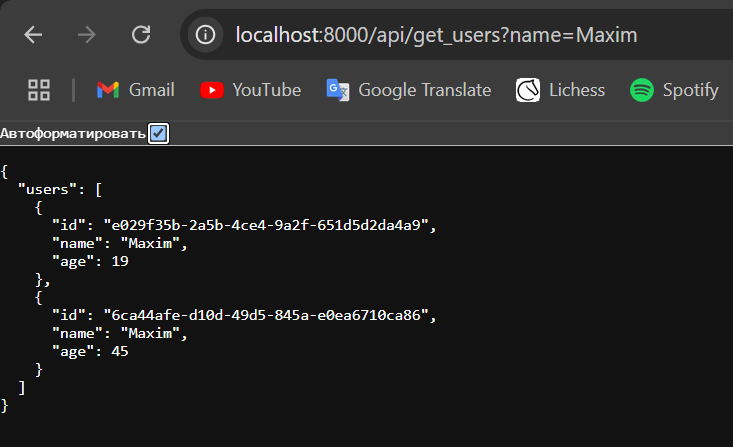 localhost:8000/api/get_users?name=Maxim
Gmail YouTube Google Translate Lichess Spotify
Автоформатировать
{
  "users": [
    {
      "id": "e029f35b-2a5b-4ce4-9a2f-651d5d2da4a9",
      "name": "Maxim",
      "age": 19
    },
    {
      "id": "6ca44afe-d10d-49d5-845a-e0ea6710ca86",
      "name": "Maxim",
      "age": 45
    }
  ]
}